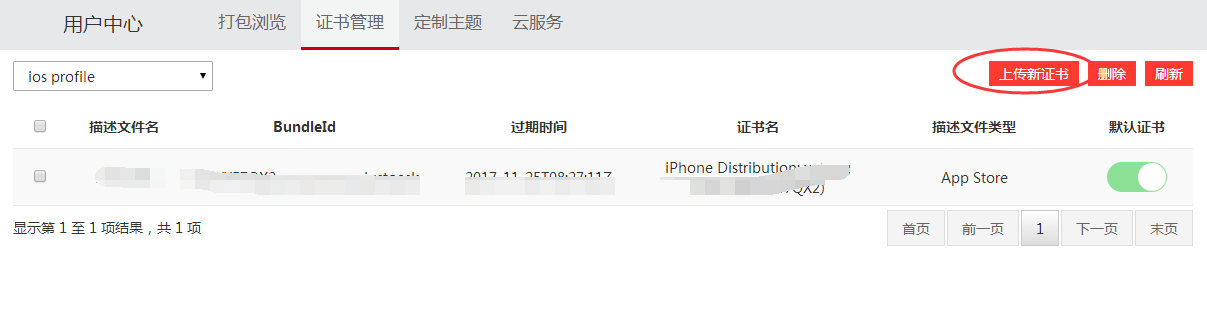 用户中心 打包浏览 证书管理 定制主题 云服务
ios profile 上传新证书 删除 刷新
描述文件名 BundleId 过期时间 证书名 描述文件类型 默认证书
2017-11-25T08:27:11Z iPhone Distribution: App Store
QX2)
显示第 1 至 1 项结果，共 1 项 首页 前一页 1 下一页 末页